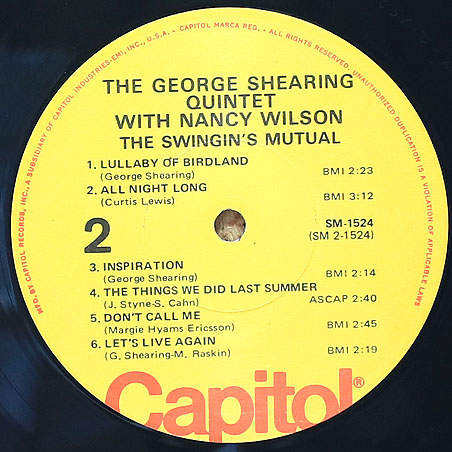 MFG. BY CAPITOL RECORDS, INC., A SUBSIDIARY OF CAPITOL INDUSTRIES-EMI, INC., U.S.A. • CAPITOL MARCA REG. • ALL RIGHTS RESERVED. UNAUTHORIZED DUPLICATION IS A VIOLATION OF APPLICABLE LAWS
THE GEORGE SHEARING
QUINTET
WITH NANCY WILSON
THE SWINGIN'S MUTUAL
1. LULLABY OF BIRDLAND
(George Shearing) BMI 2:23
2. ALL NIGHT LONG
(Curtis Lewis) BMI 3:12
2
SM-1524
(SM 2-1524)
3. INSPIRATION
(George Shearing) BMI 2:14
4. THE THINGS WE DID LAST SUMMER
(J. Styne-S. Cahn) ASCAP 2:40
5. DON'T CALL ME
(Margie Hyams Ericsson) BMI 2:45
6. LET'S LIVE AGAIN
(G. Shearing-M. Raskin) BMI 2:19
Capitol®